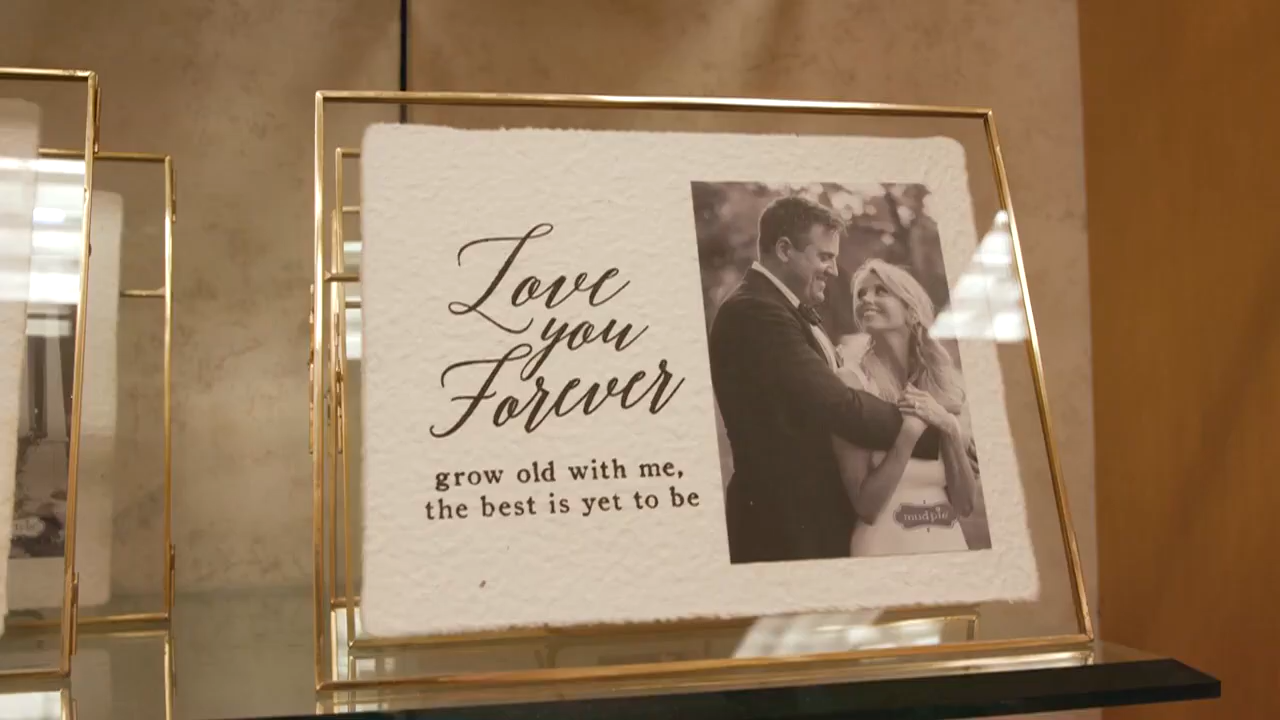 Love
you
Forever
grow old with me,
the best is yet to be
mudpie